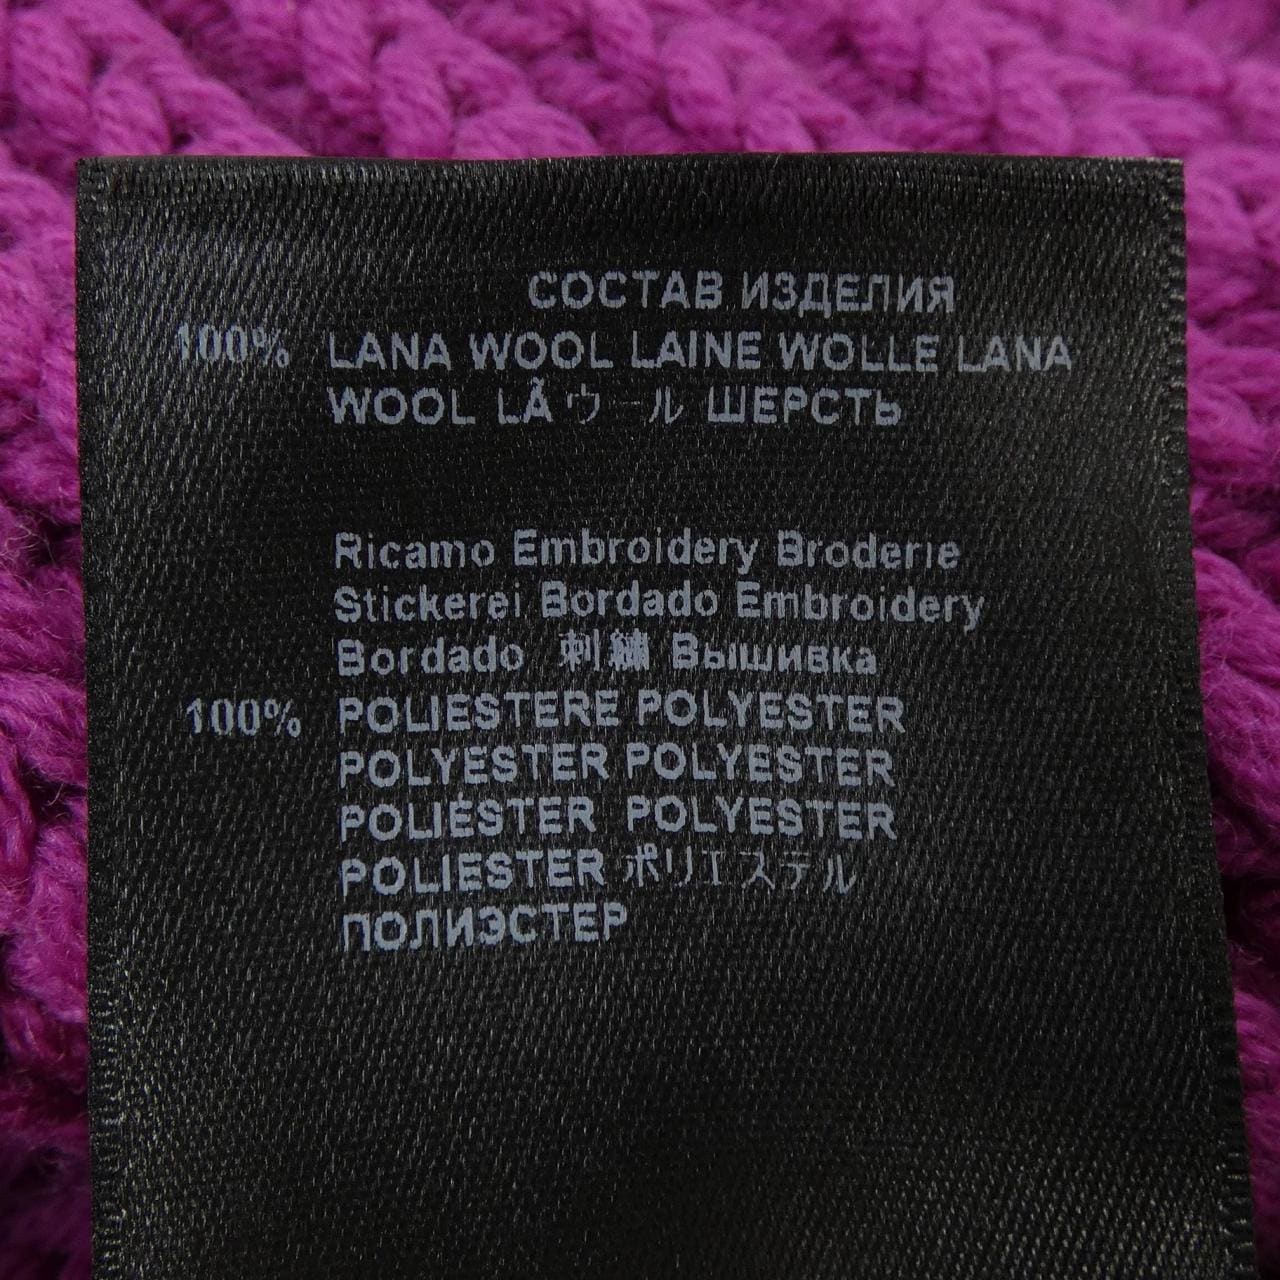 СОСТАВ ИЗДЕЛИЯ
100% LANA WOOL LAINE WOLLE LANA
WOOL LÃ ウール ШЕРСТЬ
Ricamo Embroidery Broderie
Stickerei Bordado Embroidery
Bordado 刺繍 Вышивка
100% POLIESTERE POLYESTER
POLYESTER POLYESTER
POLIÉSTER POLYESTER
POLIESTER ポリエステル
ПОЛИЭСТЕР